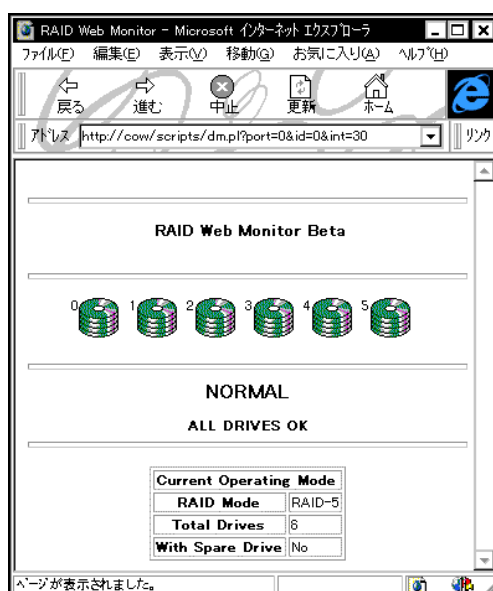 RAID Web Monitor - Microsoft インターネット エクスプローラ
ファイル(F) 編集(E) 表示(V) 移動(G) お気に入り(A) ヘルプ(H)
戻る 進む 中止 更新 ホーム
アドレス http://cow/scripts/dm.pl?port=0&id=0&int=30 リンク
RAID Web Monitor Beta
0 1 2 3 4 5
NORMAL
ALL DRIVES OK
Current Operating Mode
RAID Mode RAID-5
Total Drives 6
With Spare Drive No
ページが表示されました。